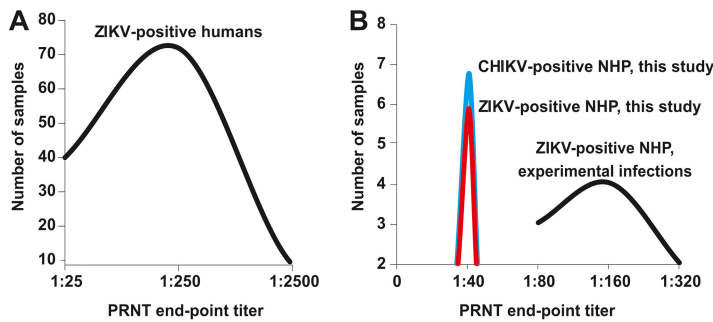 A
ZIKV-positive humans
Number of samples
80
70
60
50
40
30
20
10
1:25
1:250
1:2500
PRNT end-point titer
B
CHIKV-positive NHP, this study
ZIKV-positive NHP, this study
ZIKV-positive NHP,
experimental infections
Number of samples
8
7
6
5
4
3
2
0
1:40
1:80
1:160
1:320
PRNT end-point titer